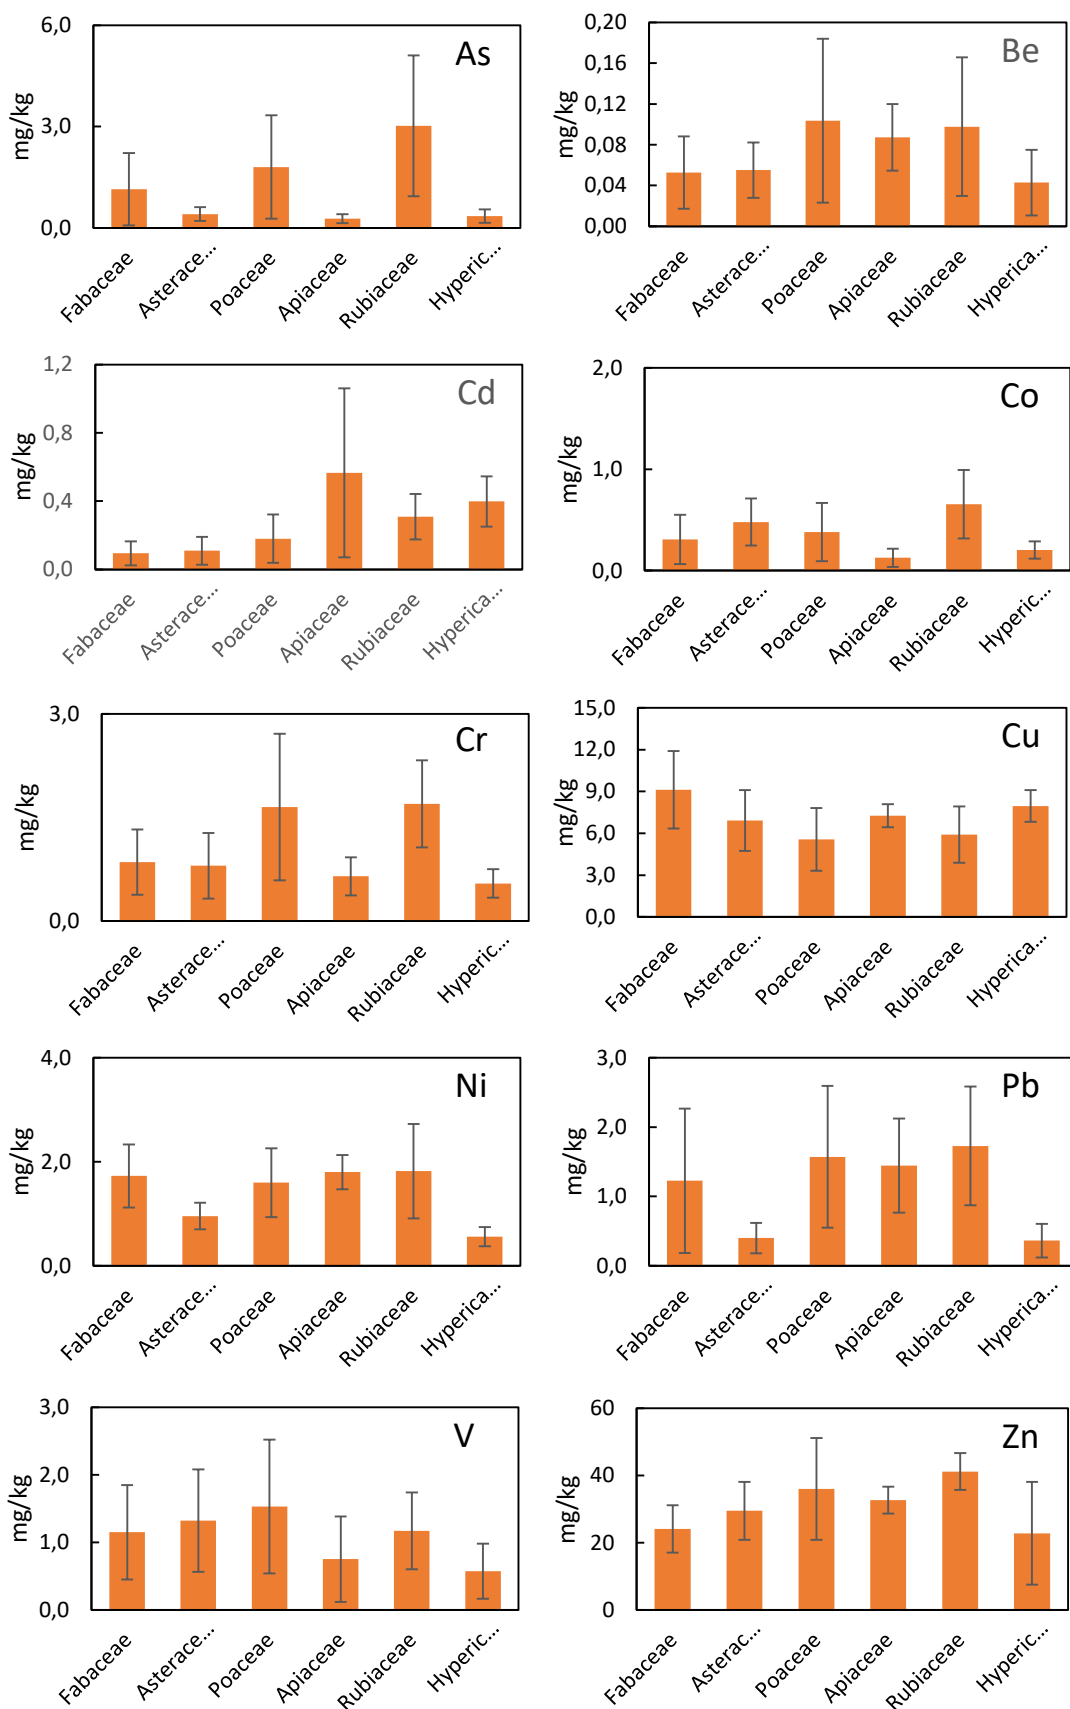 As
mg/kg
6,0
3,0
0,0
Fabaceae
Asterace...
Poaceae
Apiaceae
Rubiaceae
Hyperic...
Be
mg/kg
0,20
0,16
0,12
0,08
0,04
0,00
Fabaceae
Asterace...
Poaceae
Apiaceae
Rubiaceae
Hyperica...
Cd
mg/kg
1,2
0,8
0,4
0,0
Fabaceae
Asterace...
Poaceae
Apiaceae
Rubiaceae
Hyperica...
Co
mg/kg
2,0
1,0
0,0
Fabaceae
Asterace...
Poaceae
Apiaceae
Rubiaceae
Hyperic...
Cr
mg/kg
3,0
0,0
Fabaceae
Asterace...
Poaceae
Apiaceae
Rubiaceae
Hyperic...
Cu
mg/kg
15,0
12,0
9,0
6,0
3,0
0,0
Fabaceae
Asterace...
Poaceae
Apiaceae
Rubiaceae
Hyperica...
Ni
mg/kg
4,0
2,0
0,0
Fabaceae
Asterace...
Poaceae
Apiaceae
Rubiaceae
Hyperica...
Pb
mg/kg
3,0
2,0
1,0
0,0
Fabaceae
Asterace...
Poaceae
Apiaceae
Rubiaceae
Hyperica...
V
mg/kg
3,0
2,0
1,0
0,0
Fabaceae
Asterace...
Poaceae
Apiaceae
Rubiaceae
Hyperic...
Zn
mg/kg
60
40
20
0
Fabaceae
Asterac...
Poaceae
Apiaceae
Rubiaceae
Hyperic...